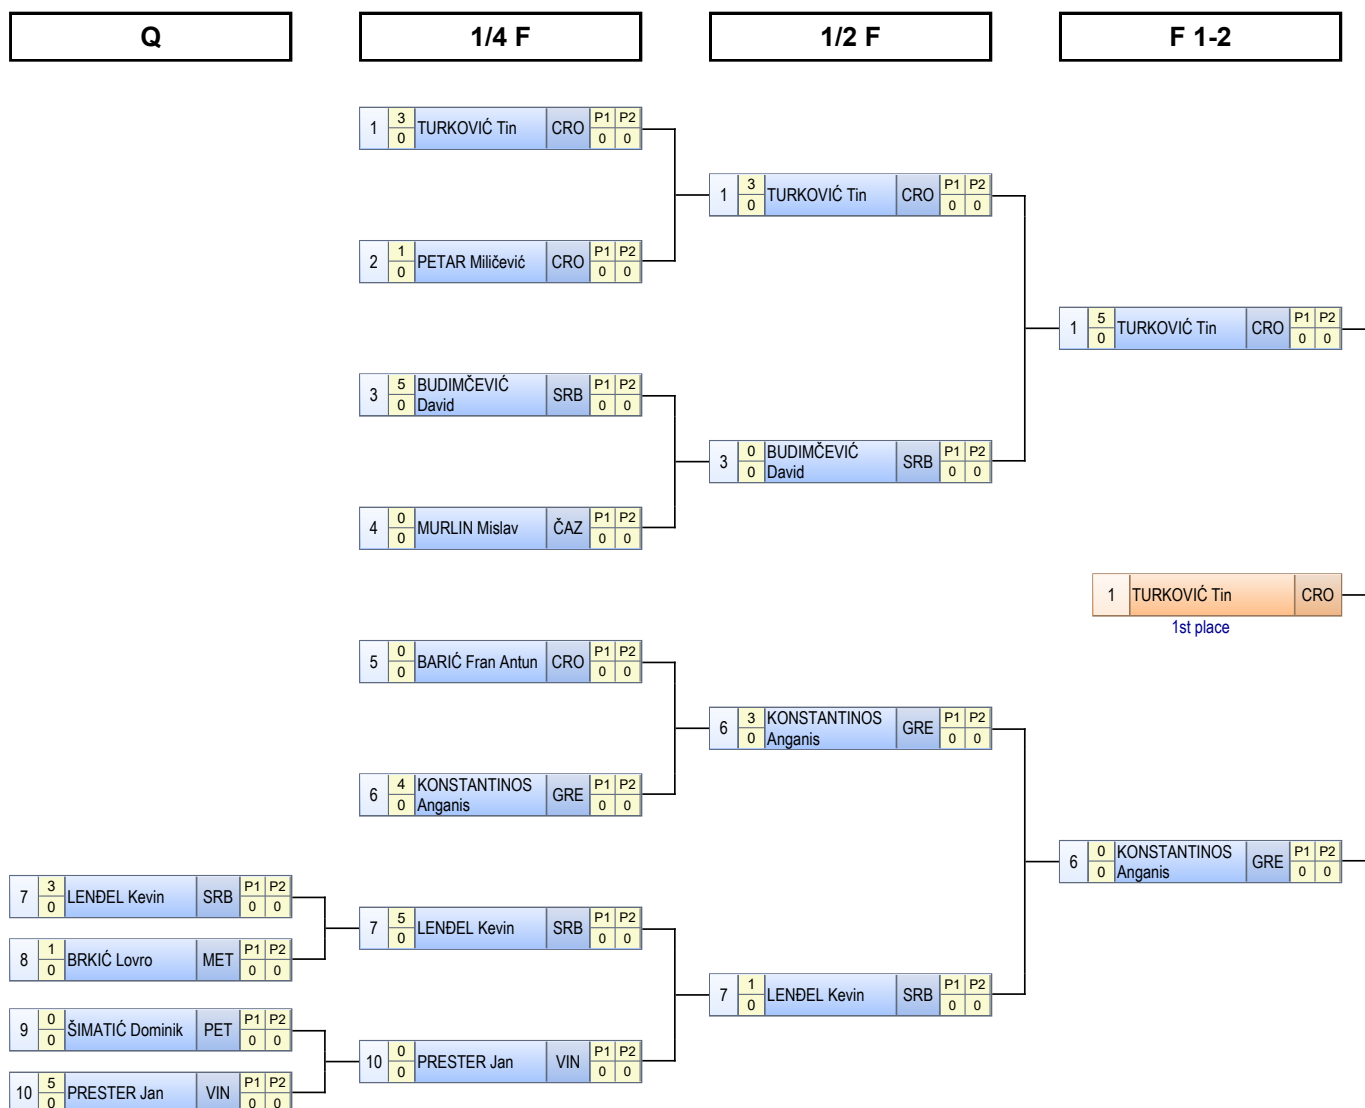 Q 1/4 F 1/2 F F 1-2
1 3 0 TURKOVIĆ Tin CRO P1 P2 0 0
2 1 0 PETAR Miličević CRO P1 P2 0 0
3 5 0 BUDIMČEVIĆ
David SRB P1 P2 0 0
4 0 0 MURLIN Mislav ČAZ P1 P2 0 0
5 0 0 BARIĆ Fran Antun CRO P1 P2 0 0
6 4 0 KONSTANTINOS
Anganis GRE P1 P2 0 0
7 3 0 LENĐEL Kevin SRB P1 P2 0 0
8 1 0 BRKIĆ Lovro MET P1 P2 0 0
9 0 0 ŠIMATIĆ Dominik PET P1 P2 0 0
10 5 0 PRESTER Jan VIN P1 P2 0 0
7 5 0 LENĐEL Kevin SRB P1 P2 0 0
10 0 0 PRESTER Jan VIN P1 P2 0 0
1 3 0 TURKOVIĆ Tin CRO P1 P2 0 0
3 0 0 BUDIMČEVIĆ
David SRB P1 P2 0 0
6 3 0 KONSTANTINOS
Anganis GRE P1 P2 0 0
7 1 0 LENĐEL Kevin SRB P1 P2 0 0
1 5 0 TURKOVIĆ Tin CRO P1 P2 0 0
1 TURKOVIĆ Tin CRO
1st place
6 0 0 KONSTANTINOS
Anganis GRE P1 P2 0 0